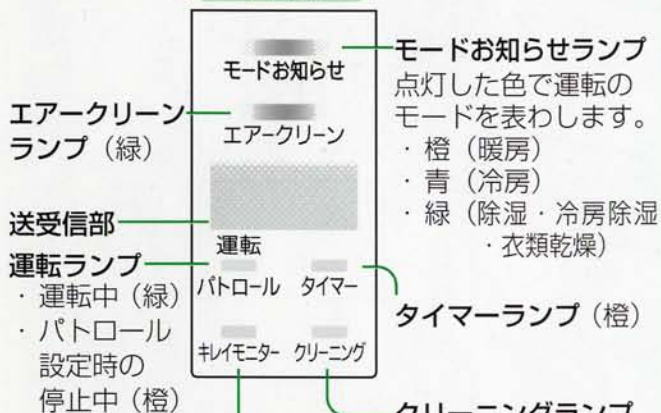 モードお知らせ
エアークリーン
運転
パトロール タイマー
キレイモニター クリーニング
エアークリーン
ランプ（緑）
送受信部
運転ランプ
・運転中（緑）
・パトロール
設定時の
停止中（橙）
モードお知らせランプ
点灯した色で運転の
モードを表わします。
・橙（暖房）
・青（冷房）
・緑（除湿・冷房除湿
・衣類乾燥）
タイマーランプ（橙）
クリーニングランプ